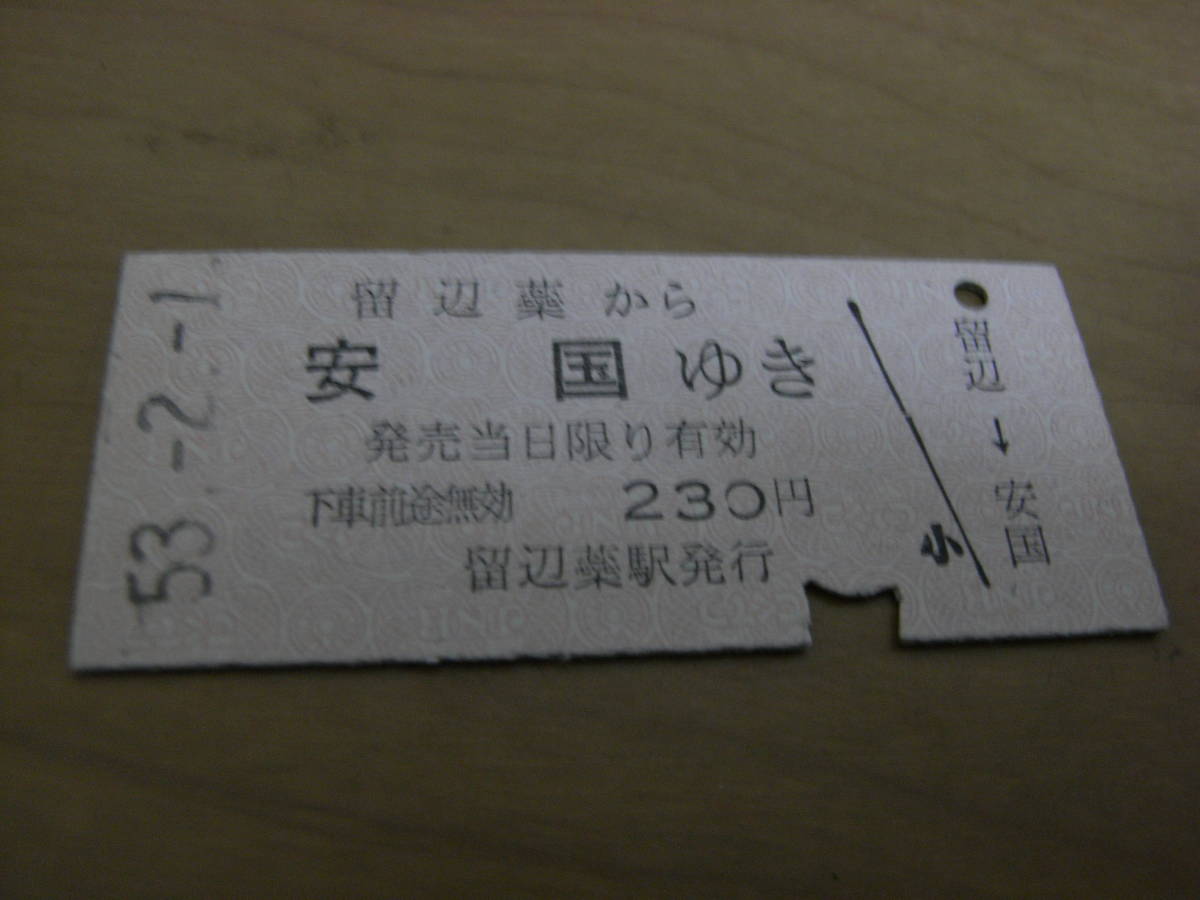 53.-2.-1
留辺蘂から
安国ゆき
発売当日限り有効
下車前途無効 230円
留辺蘂駅発行
留辺→安国
小